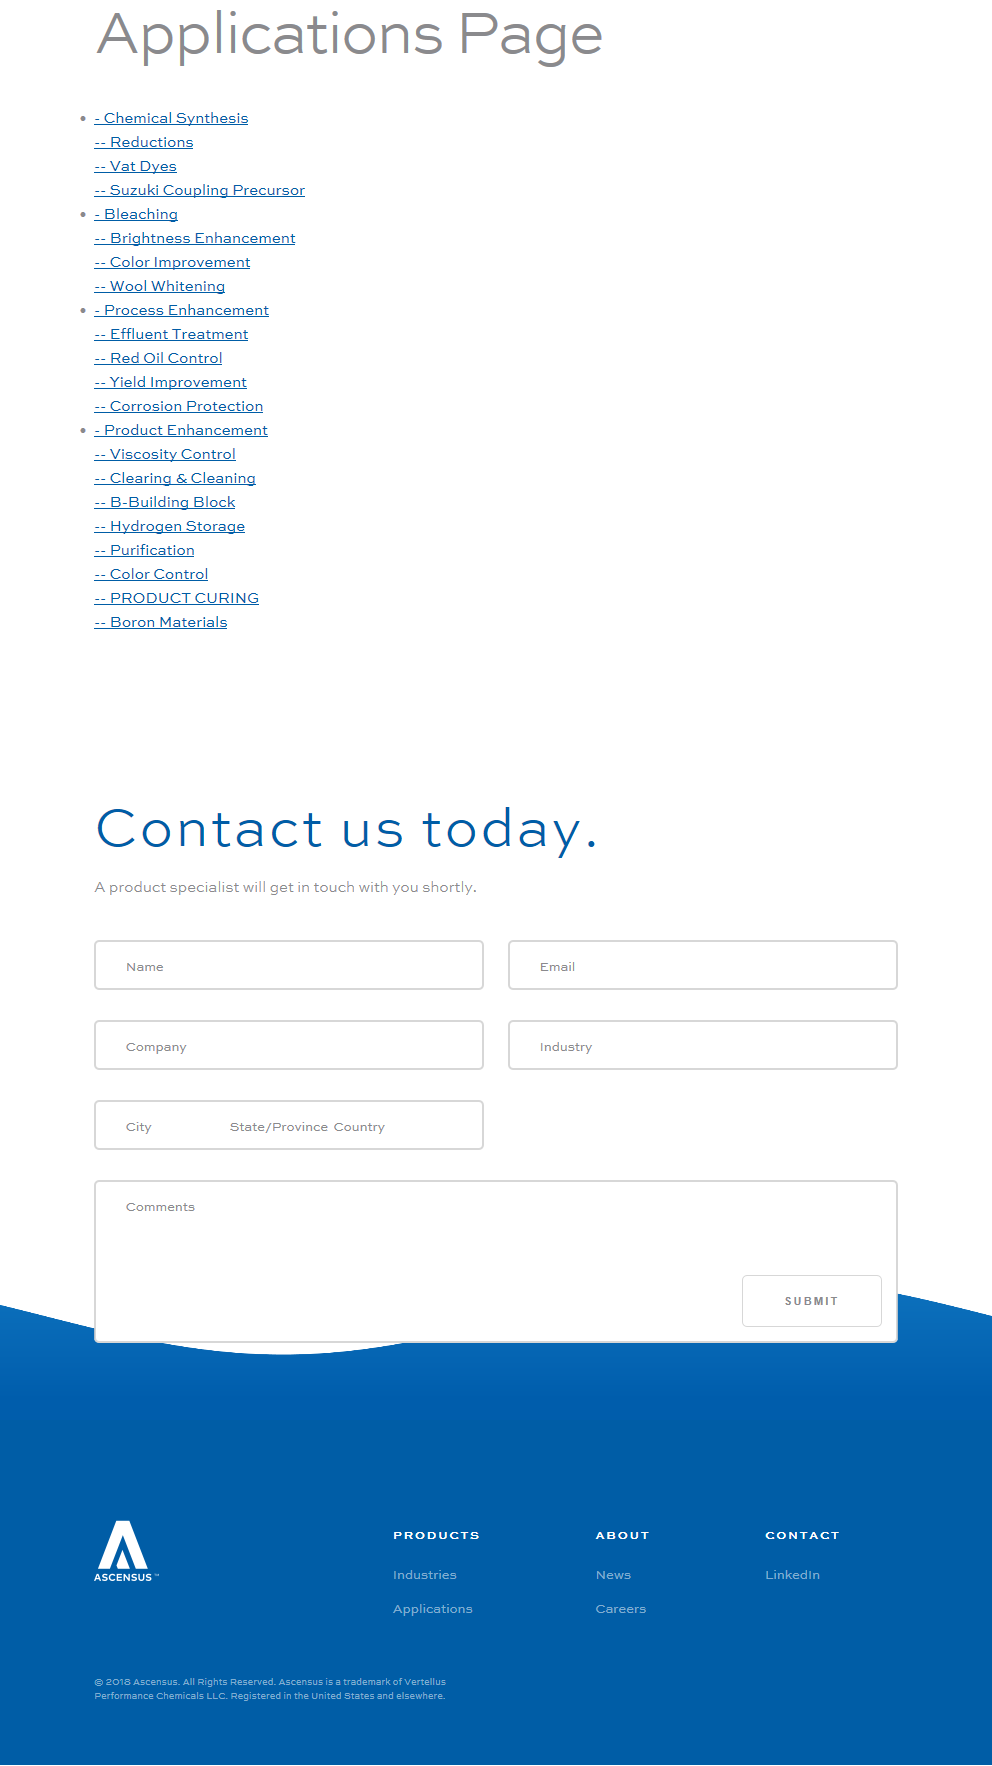 Applications Page
- Chemical Synthesis
-- Reductions
-- Vat Dyes
-- Suzuki Coupling Precursor
- Bleaching
-- Brightness Enhancement
-- Color Improvement
-- Wool Whitening
- Process Enhancement
-- Effluent Treatment
-- Red Oil Control
-- Yield Improvement
-- Corrosion Protection
- Product Enhancement
-- Viscosity Control
-- Clearing & Cleaning
-- B-Building Block
-- Hydrogen Storage
-- Purification
-- Color Control
-- PRODUCT CURING
-- Boron Materials
Contact us today.
A product specialist will get in touch with you shortly.
Name Email
Company Industry
City State/Province Country
Comments
SUBMIT
ASCENSUS™
PRODUCTS ABOUT CONTACT
Industries News LinkedIn
Applications Careers
© 2018 Ascensus. All Rights Reserved. Ascensus is a trademark of Vertellus
Performance Chemicals LLC. Registered in the United States and elsewhere.